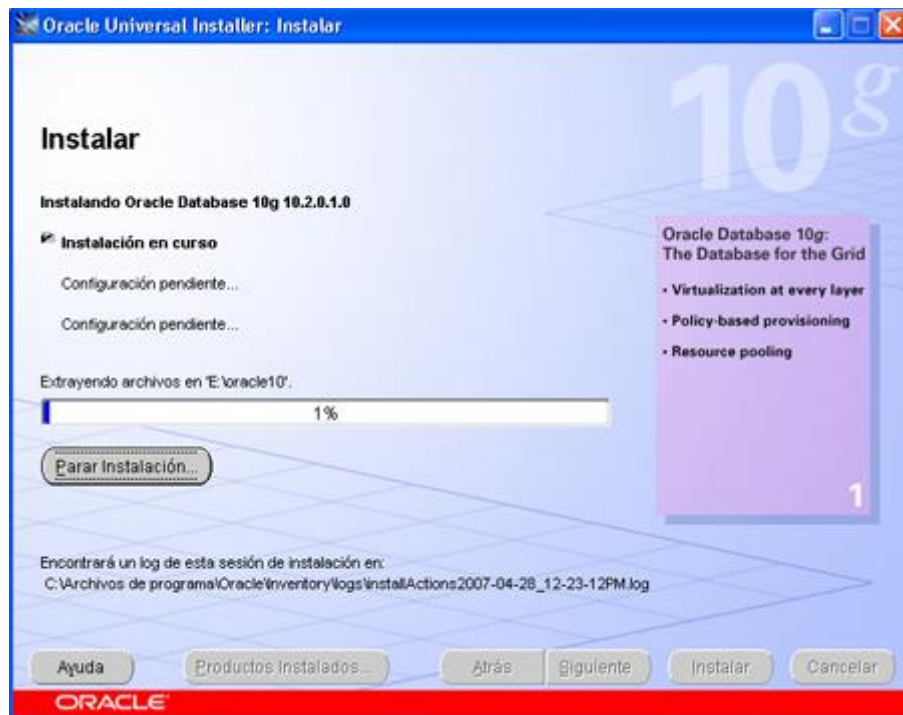 Oracle Universal Installer: Instalar
10g
Instalar
Instalando Oracle Database 10g 10.2.0.1.0
Instalación en curso
Configuración pendiente...
Configuración pendiente...
Extrayendo archivos en 'E:\oracle10'.
1%
Parar Instalación...
Oracle Database 10g:
The Database for the Grid
• Virtualization at every layer
• Policy-based provisioning
• Resource pooling
1
Encontrará un log de esta sesión de instalación en:
C:\Archivos de programa\Oracle\Inventory\logs\installActions2007-04-28_12-23-12PM.log
Ayuda
Productos Instalados...
Atrás
Siguiente
Instalar
Cancelar
ORACLE